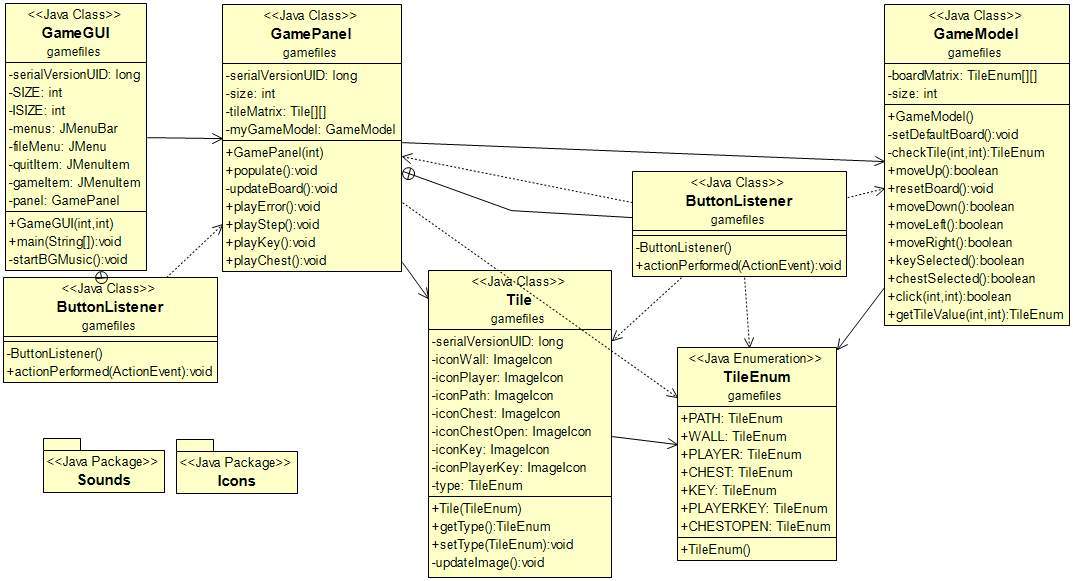 <<Java Class>>
GameGUI
gamefiles
-serialVersionUID: long
-SIZE: int
-ISIZE: int
-menus: JMenuBar
-fileMenu: JMenu
-quitItem: JMenuItem
-gameItem: JMenuItem
-panel: GamePanel
+GameGUI(int,int)
+main(String[]):void
-startBGMusic():void
<<Java Class>>
ButtonListener
gamefiles
-ButtonListener()
+actionPerformed(ActionEvent):void
<<Java Class>>
GamePanel
gamefiles
-serialVersionUID: long
-size: int
-tileMatrix: Tile[][]
-myGameModel: GameModel
+GamePanel(int)
+populate():void
-updateBoard():void
+playError():void
+playStep():void
+playKey():void
+playChest():void
<<Java Class>>
GameModel
gamefiles
-boardMatrix: TileEnum[][]
-size: int
+GameModel()
-setDefaultBoard():void
-checkTile(int,int):TileEnum
+moveUp():boolean
+resetBoard():void
+moveDown():boolean
+moveLeft():boolean
+moveRight():boolean
+keySelected():boolean
+chestSelected():boolean
+click(int,int):boolean
+getTileValue(int,int):TileEnum
<<Java Class>>
ButtonListener
gamefiles
-ButtonListener()
+actionPerformed(ActionEvent):void
<<Java Class>>
Tile
gamefiles
-serialVersionUID: long
-iconWall: ImageIcon
-iconPlayer: ImageIcon
-iconPath: ImageIcon
-iconChest: ImageIcon
-iconChestOpen: ImageIcon
-iconKey: ImageIcon
-iconPlayerKey: ImageIcon
-type: TileEnum
+Tile(TileEnum)
+getType():TileEnum
+setType(TileEnum):void
-updateImage():void
<<Java Enumeration>>
TileEnum
gamefiles
+PATH: TileEnum
+WALL: TileEnum
+PLAYER: TileEnum
+CHEST: TileEnum
+KEY: TileEnum
+PLAYERKEY: TileEnum
+CHESTOPEN: TileEnum
+TileEnum()
<<Java Package>>
Sounds
<<Java Package>>
Icons